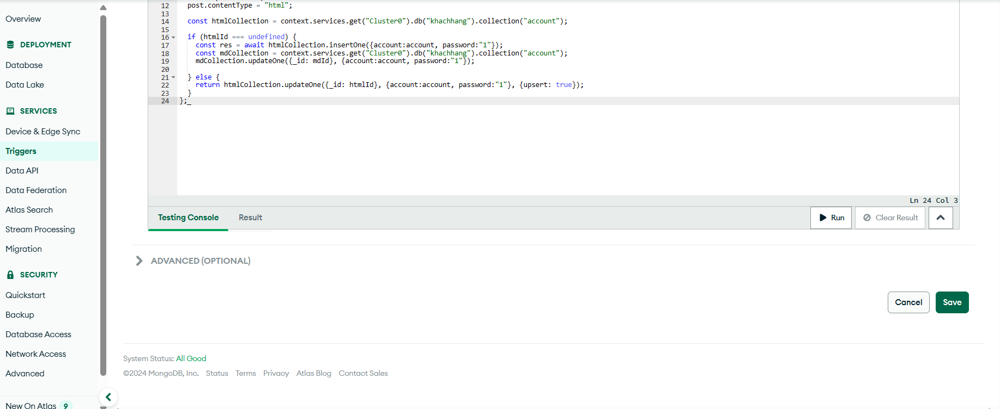 Overview
DEPLOYMENT
Database
Data Lake
SERVICES
Device & Edge Sync
Triggers
Data API
Data Federation
Atlas Search
Stream Processing
Migration
SECURITY
Quickstart
Backup
Database Access
Network Access
Advanced
New On Atlas 9
12 post.contentType = "html";
13
14 const htmlCollection = context.services.get("Cluster0").db("khachhang").collection("account");
15
16 if (htmlId === undefined) {
17 const res = await htmlCollection.insertOne({account:account, password:"1"});
18 const mdCollection = context.services.get("Cluster0").db("khachhang").collection("account");
19 mdCollection.updateOne({_id: mdId}, {account:account, password:"1"});
20
21 } else {
22 return htmlCollection.updateOne({_id: htmlId}, {account:account, password:"1"}, {upsert: true});
23 }
24 };
Ln 24 Col 3
Testing Console Result Run Clear Result
ADVANCED (OPTIONAL)
Cancel Save
System Status: All Good
©2024 MongoDB, Inc. Status Terms Privacy Atlas Blog Contact Sales